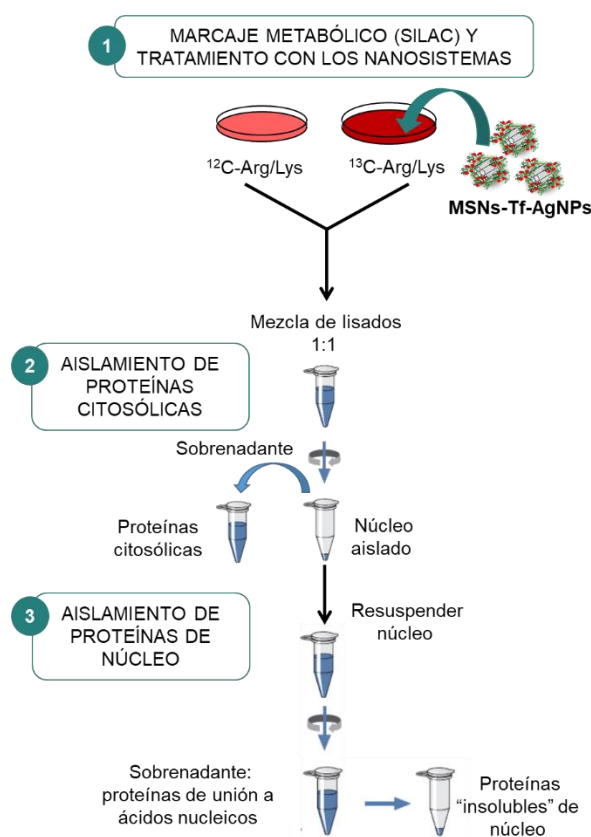 1
MARCAJE METABÓLICO (SILAC) Y
TRATAMIENTO CON LOS NANOSISTEMAS
¹²C-Arg/Lys
¹³C-Arg/Lys
MSNs-Tf-AgNPs
Mezcla de lisados
1:1
2
AISLAMIENTO DE
PROTEÍNAS
CITOSÓLICAS
Sobrenadante
Proteínas
citosólicas
Núcleo
aislado
3
AISLAMIENTO DE
PROTEÍNAS DE
NÚCLEO
Resuspender
núcleo
Sobrenadante:
proteínas de unión a
ácidos nucleicos
Proteínas
“insolubles” de
núcleo